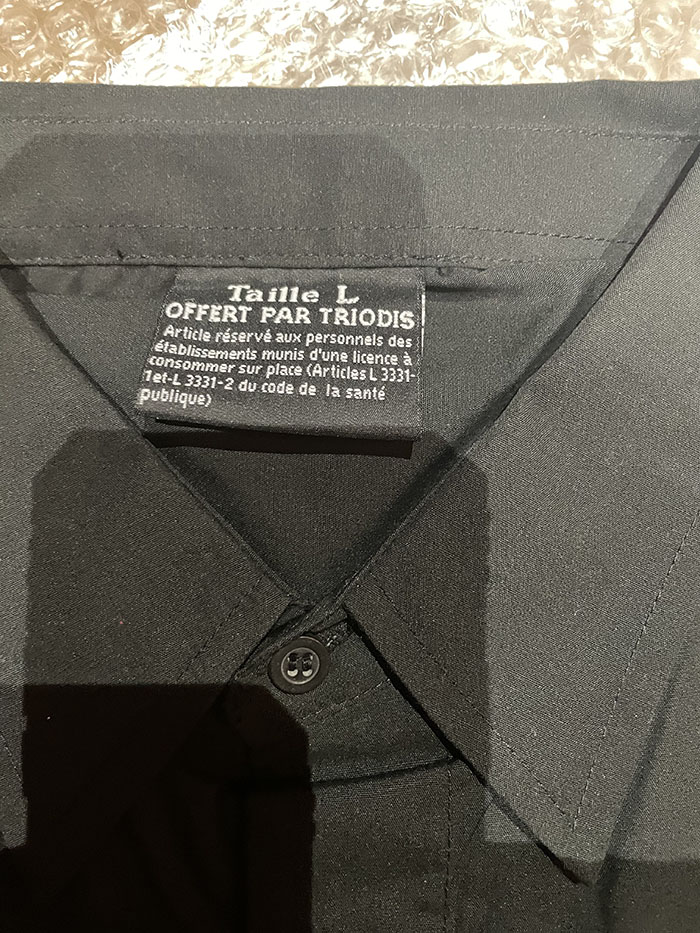 Taille L
OFFERT PAR TRIODIS
Article réservé aux personnels des
établissements munis d'une licence à
consommer sur place (Articles L 3331-
1et-L 3331-2 du code de la santé
publique)